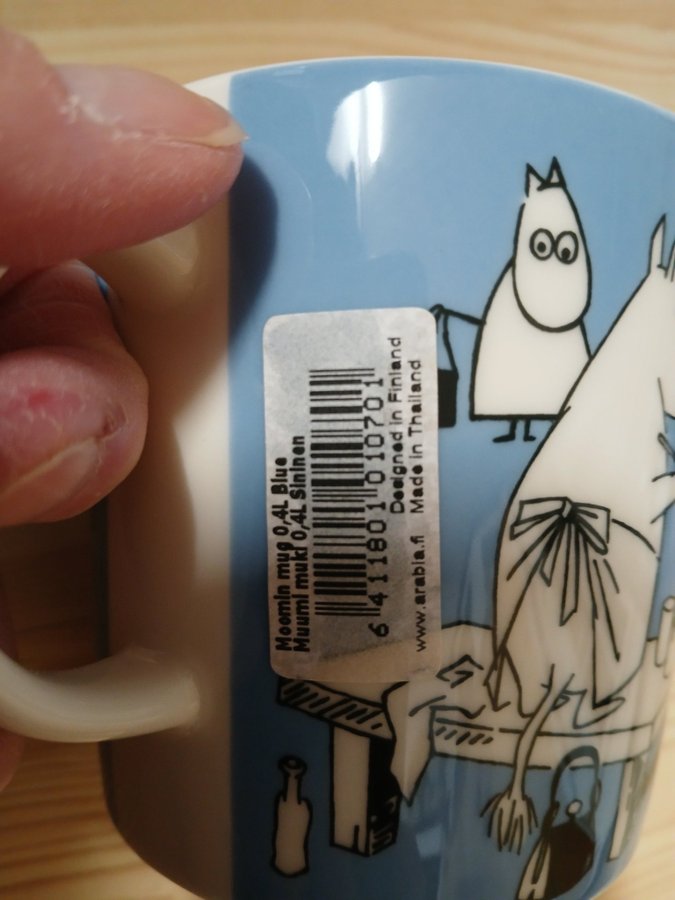 Moomin mug 0,4L Blue
Muumi muki 0,4L Sininen
6 411801 010701
Designed in Finland
www.arabia.fi Made in Thailand